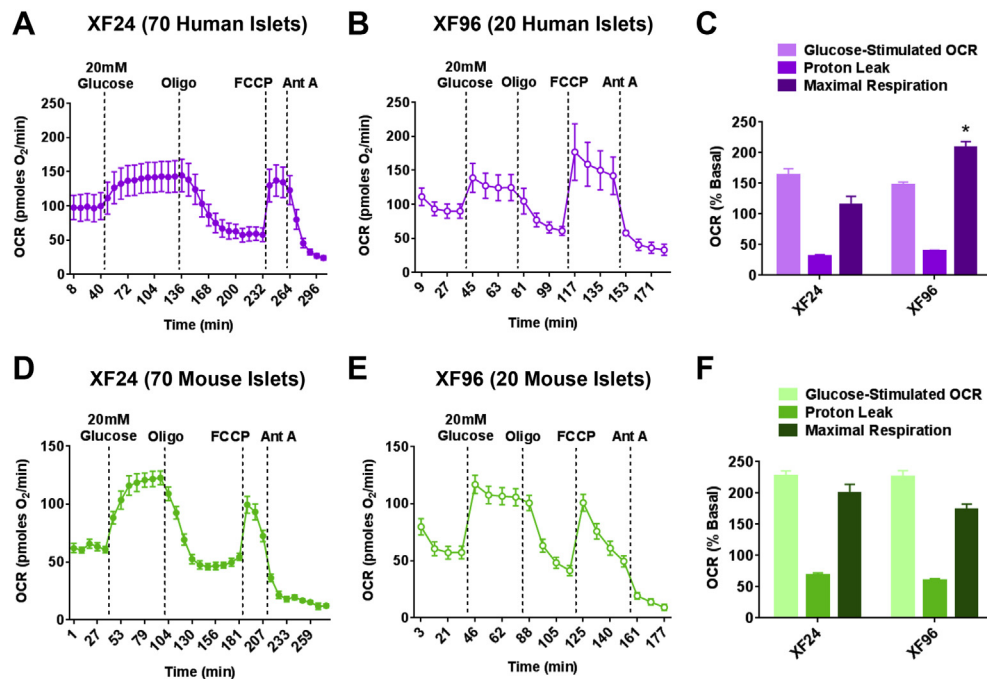 A
XF24 (70 Human Islets)
20mM
Glucose
Oligo
FCCP
Ant A
OCR (pmoles O₂/min)
250
200
150
100
50
0
8
40
72
104
136
168
200
232
264
296
Time (min)
B
XF96 (20 Human Islets)
20mM
Glucose
Oligo
FCCP
Ant A
OCR (pmoles O₂/min)
250
200
150
100
50
0
9
27
45
63
81
99
117
135
153
171
Time (min)
C
Glucose-Stimulated OCR
Proton Leak
Maximal Respiration
OCR (% Basal)
250
200
150
100
50
0
*
XF24
XF96
D
XF24 (70 Mouse Islets)
20mM
Glucose
Oligo
FCCP
Ant A
OCR (pmoles O₂/min)
150
100
50
0
1
27
53
79
104
130
156
181
207
233
259
Time (min)
E
XF96 (20 Mouse Islets)
20mM
Glucose
Oligo
FCCP
Ant A
OCR (pmoles O₂/min)
150
100
50
0
3
21
46
62
88
105
125
140
161
177
Time (min)
F
Glucose-Stimulated OCR
Proton Leak
Maximal Respiration
OCR (% Basal)
250
200
150
100
50
0
XF24
XF96